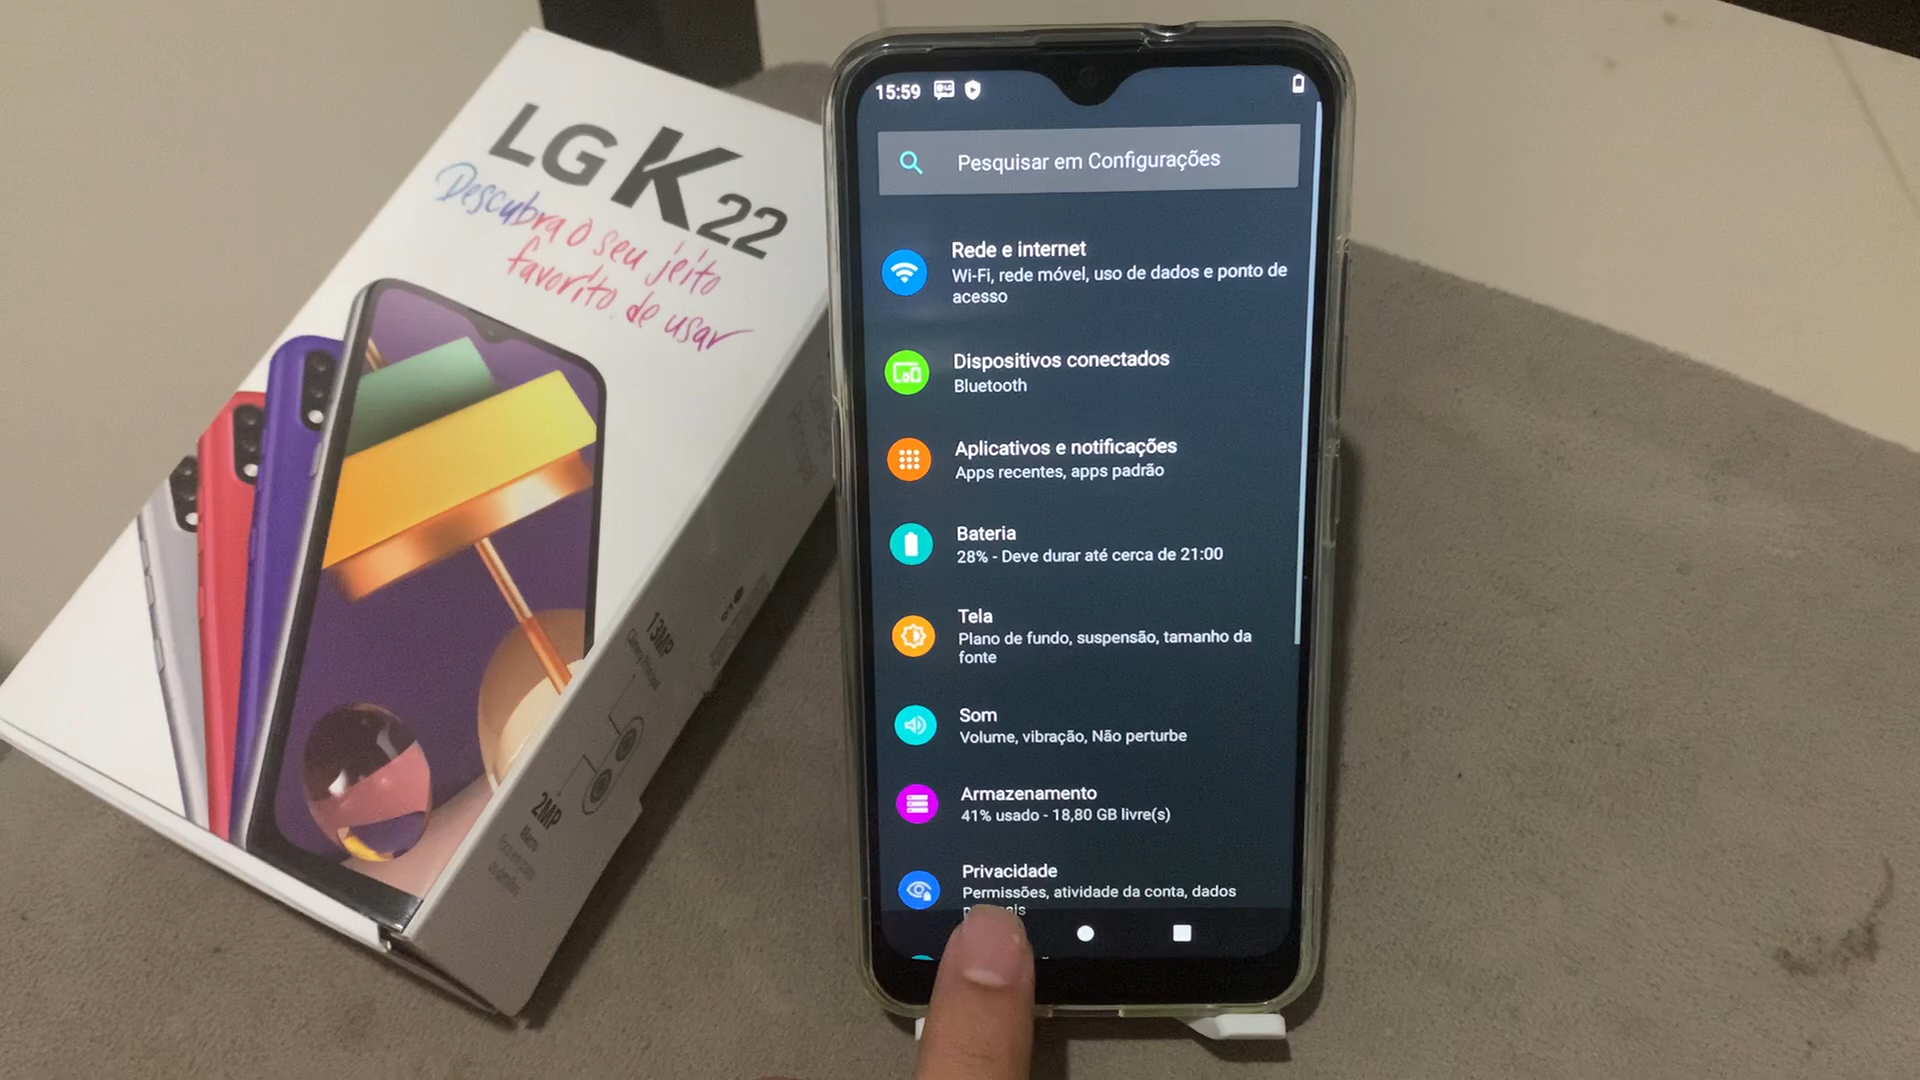 LG K22
Descubra o seu jeito
favorito de usar
13MP
2MP
15:59
Pesquisar em Configurações
Rede e internet
Wi-Fi, rede móvel, uso de dados e ponto de
acesso
Dispositivos conectados
Bluetooth
Aplicativos e notificações
Apps recentes, apps padrão
Bateria
28% - Deve durar até cerca de 21:00
Tela
Plano de fundo, suspensão, tamanho da
fonte
Som
Volume, vibração, Não perturbe
Armazenamento
41% usado - 18,80 GB livre(s)
Privacidade
Permissões, atividade da conta, dados